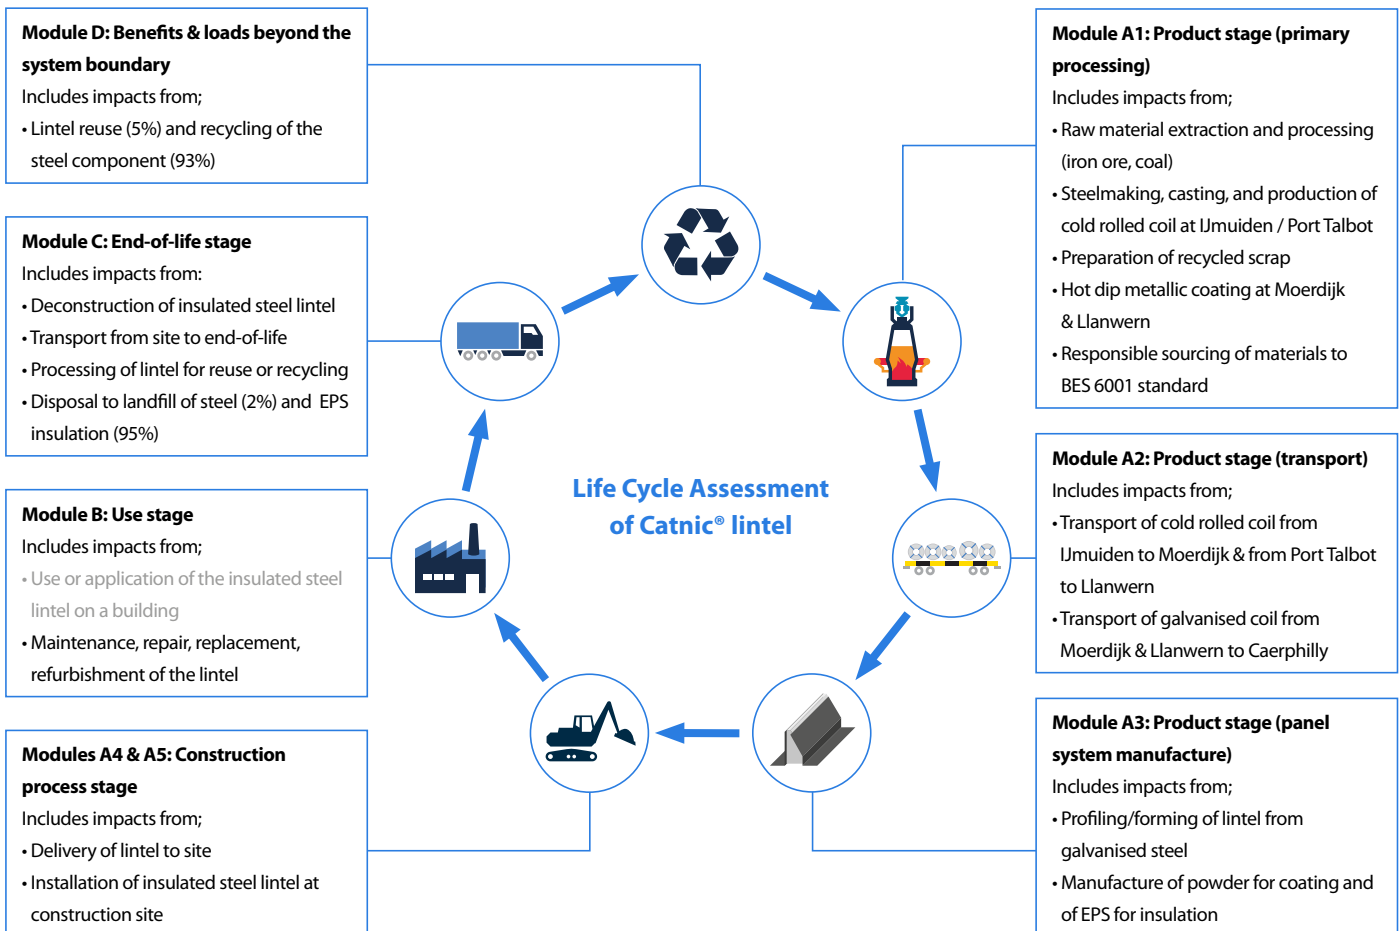 Module D: Benefits & loads beyond the
system boundary
Includes impacts from;
• Lintel reuse (5%) and recycling of the
steel component (93%)
Module C: End-of-life stage
Includes impacts from:
• Deconstruction of insulated steel lintel
• Transport from site to end-of-life
• Processing of lintel for reuse or recycling
• Disposal to landfill of steel (2%) and EPS
insulation (95%)
Module B: Use stage
Includes impacts from;
• Use or application of the insulated steel
lintel on a building
• Maintenance, repair, replacement,
refurbishment of the lintel
Modules A4 & A5: Construction
process stage
Includes impacts from;
• Delivery of lintel to site
• Installation of insulated steel lintel at
construction site
Life Cycle Assessment
of Catnic® lintel
Module A1: Product stage (primary
processing)
Includes impacts from;
• Raw material extraction and processing
(iron ore, coal)
• Steelmaking, casting, and production of
cold rolled coil at IJmuiden / Port Talbot
• Preparation of recycled scrap
• Hot dip metallic coating at Moerdijk
& Llanwern
• Responsible sourcing of materials to
BES 6001 standard
Module A2: Product stage (transport)
Includes impacts from;
• Transport of cold rolled coil from
IJmuiden to Moerdijk & from Port Talbot
to Llanwern
• Transport of galvanised coil from
Moerdijk & Llanwern to Caerphilly
Module A3: Product stage (panel
system manufacture)
Includes impacts from;
• Profiling/forming of lintel from
galvanised steel
• Manufacture of powder for coating and
of EPS for insulation